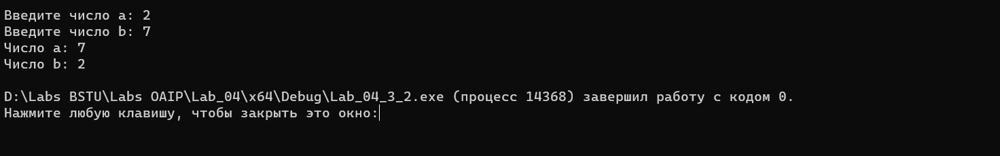 Введите число a: 2
Введите число b: 7
Число a: 7
Число b: 2
D:\Labs BSTU\Labs OAIP\Lab_04\x64\Debug\Lab_04_3_2.exe (процесс 14368) завершил работу с кодом 0.
Нажмите любую клавишу, чтобы закрыть это окно: